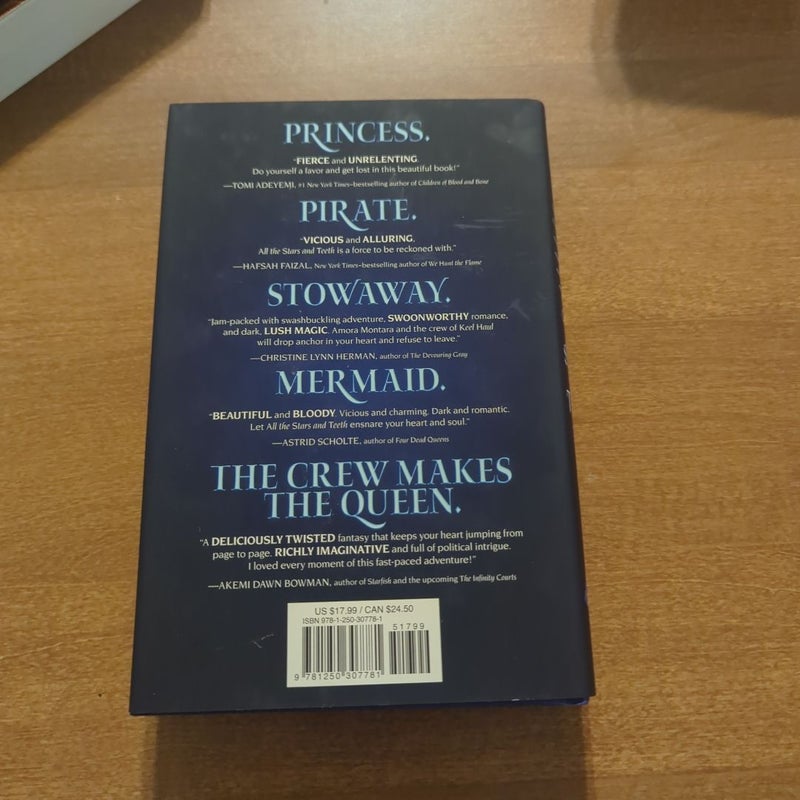 PRINCESS.
"FIERCE and UNRELENTING.
Do yourself a favor and get lost in this beautiful book!"
—TOMI ADEYEMI, #1 New York Times–bestselling author of Children of Blood and Bone
PIRATE.
"VICIOUS and ALLURING,
All the Stars and Teeth is a force to be reckoned with."
—HAFSAH FAIZAL, New York Times–bestselling author of We Hunt the Flame
STOWAWAY.
"Jam-packed with swashbuckling adventure, SWOONWORTHY romance,
and dark, LUSH MAGIC. Amora Montara and the crew of Keel Haul
will drop anchor in your heart and refuse to leave."
—CHRISTINE LYNN HERMAN, author of The Devouring Gray
MERMAID.
"BEAUTIFUL and BLOODY. Vicious and charming. Dark and romantic.
Let All the Stars and Teeth ensnare your heart and soul."
—ASTRID SCHOLTE, author of Four Dead Queens
THE CREW MAKES
THE QUEEN.
"A DELICIOUSLY TWISTED fantasy that keeps your heart jumping from
page to page. RICHLY IMAGINATIVE and full of political intrigue.
I loved every moment of this fast-paced adventure!"
—AKEMI DAWN BOWMAN, author of Starfish and the upcoming The Infinity Courts
US $17.99 / CAN $24.50
ISBN 978-1-250-30778-1
51799
9 781250 307781